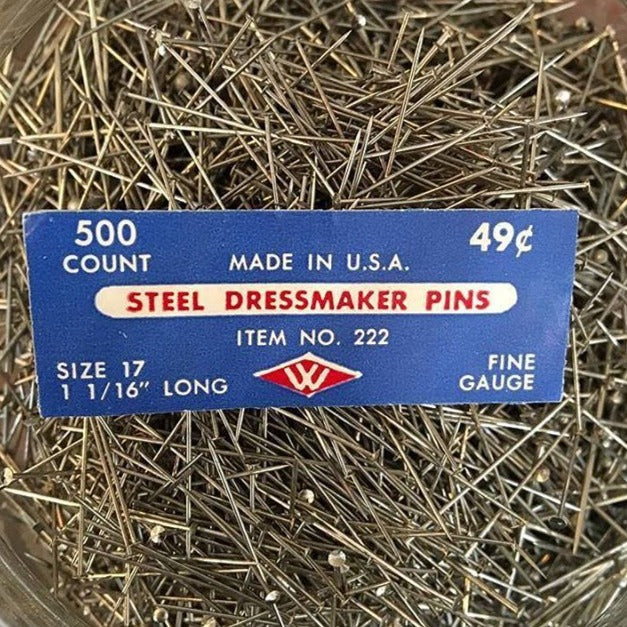 500 COUNT
49¢
MADE IN U.S.A.
STEEL DRESSMAKER PINS
ITEM NO. 222
SIZE 17
1 1/16" LONG
W
FINE GAUGE